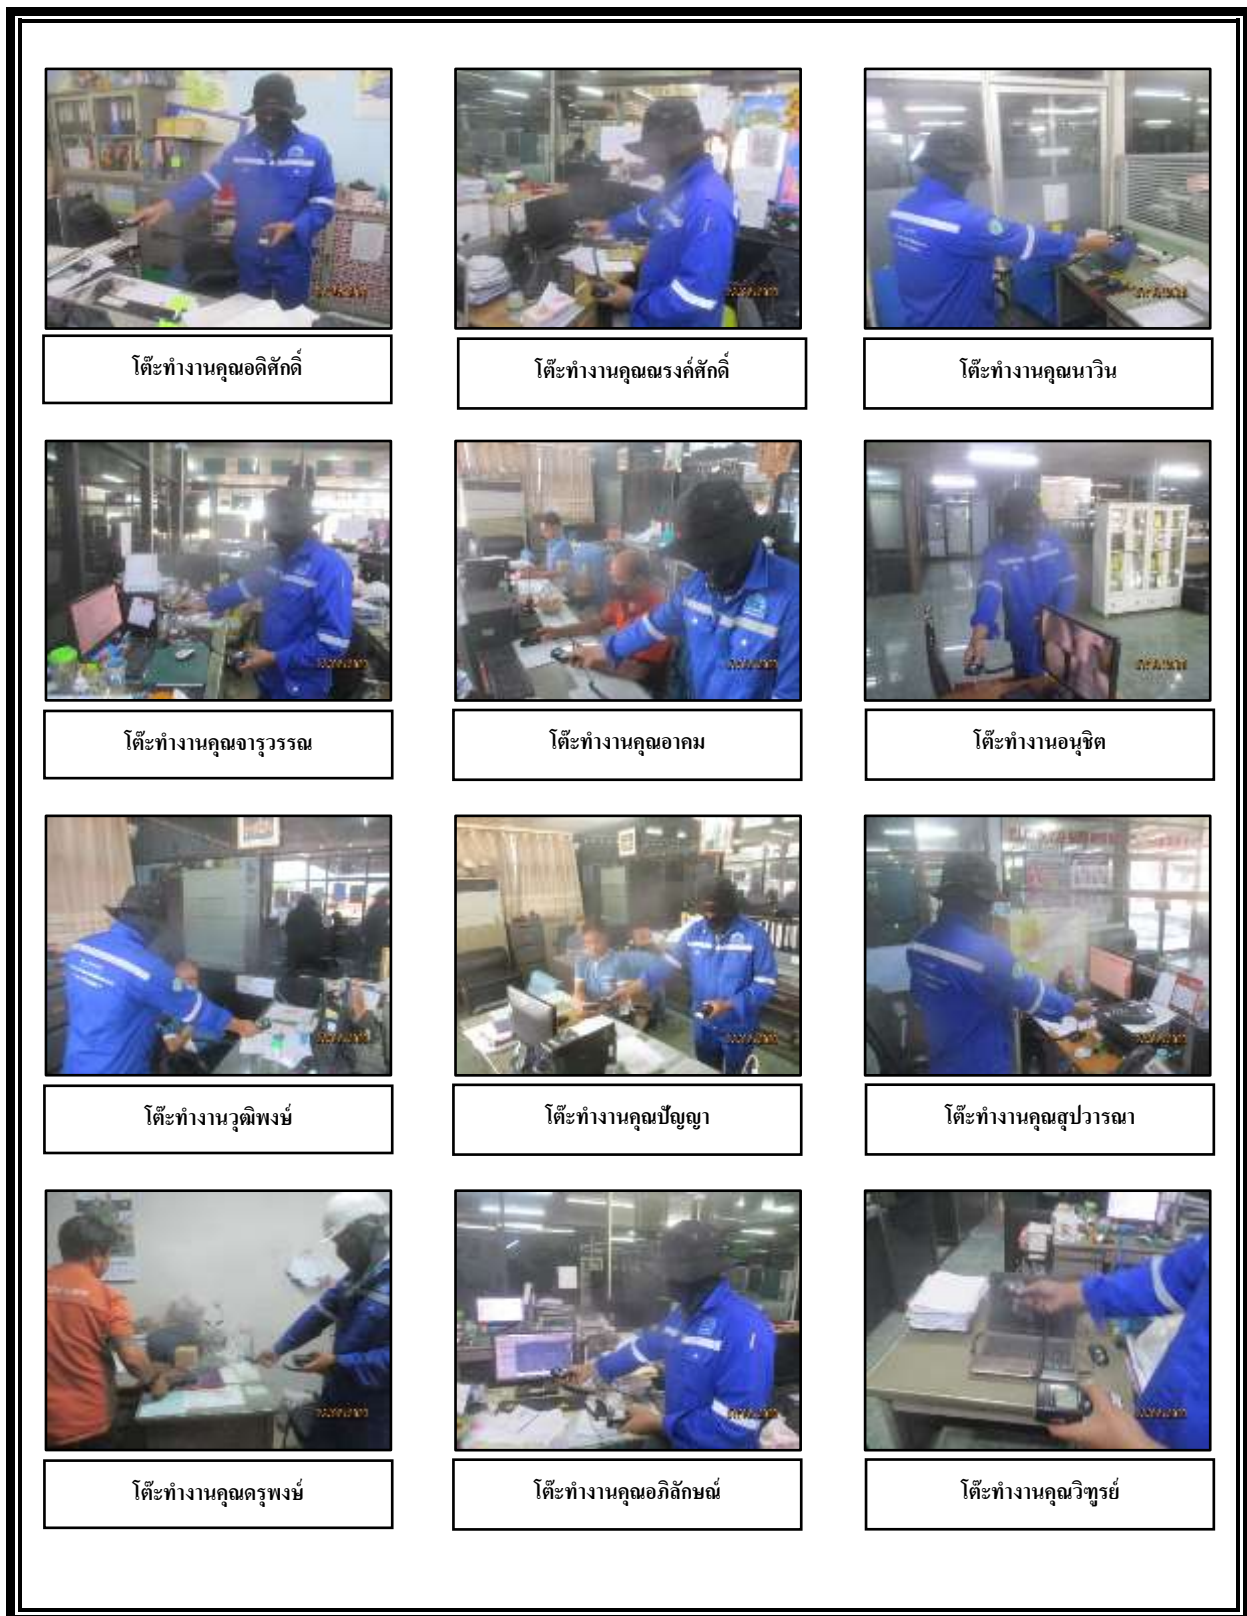 โต๊ะทำงานคุณอดิศักดิ์
โต๊ะทำงานคุณณรงค์ศักดิ์
โต๊ะทำงานคุณนาวิน
โต๊ะทำงานคุณจารุวรรณ
โต๊ะทำงานคุณอาคม
โต๊ะทำงานอนุชิต
โต๊ะทำงานวุฒิพงษ์
โต๊ะทำงานคุณปัญญา
โต๊ะทำงานคุณสุปวารณา
โต๊ะทำงานคุณดรุพงษ์
โต๊ะทำงานคุณอภิลักษณ์
โต๊ะทำงานคุณวิฑูรย์